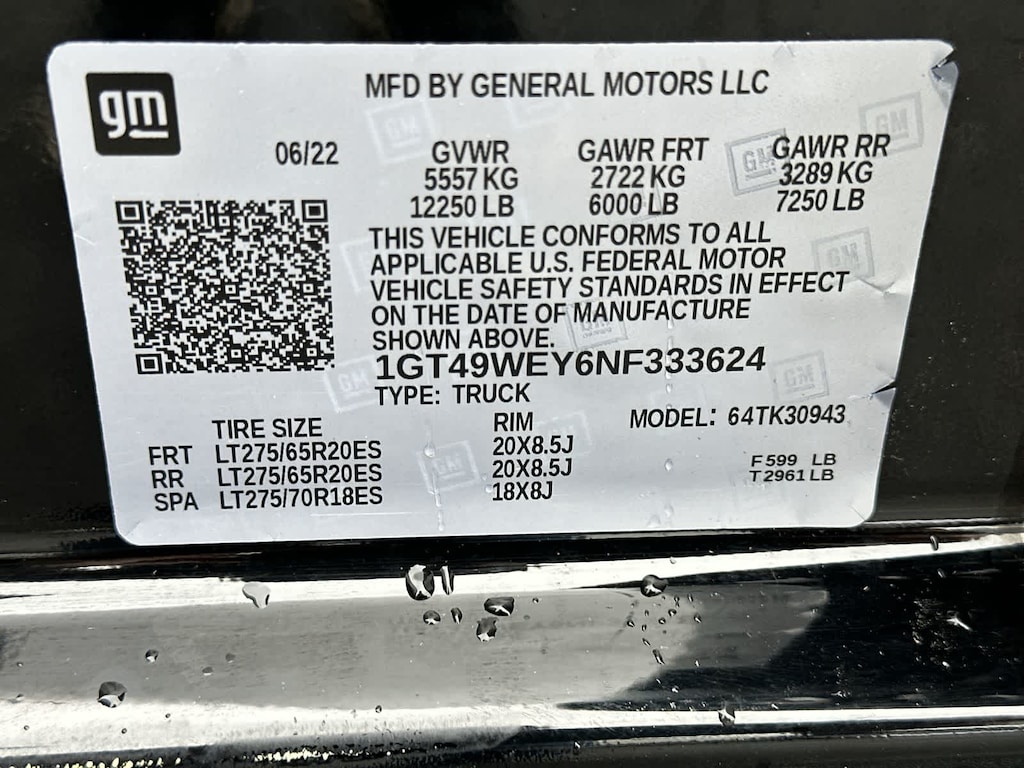 gm
MFD BY GENERAL MOTORS LLC
06/22 GVWR GAWR FRT GAWR RR
5557 KG 2722 KG 3289 KG
12250 LB 6000 LB 7250 LB
THIS VEHICLE CONFORMS TO ALL
APPLICABLE U.S. FEDERAL MOTOR
VEHICLE SAFETY STANDARDS IN EFFECT
ON THE DATE OF MANUFACTURE
SHOWN ABOVE.
1GT49WEY6NF333624
TYPE: TRUCK
TIRE SIZE RIM MODEL: 64TK30943
FRT LT275/65R20ES 20X8.5J
RR LT275/65R20ES 20X8.5J
SPA LT275/70R18ES 18X8J
F 599 LB
T 2961 LB